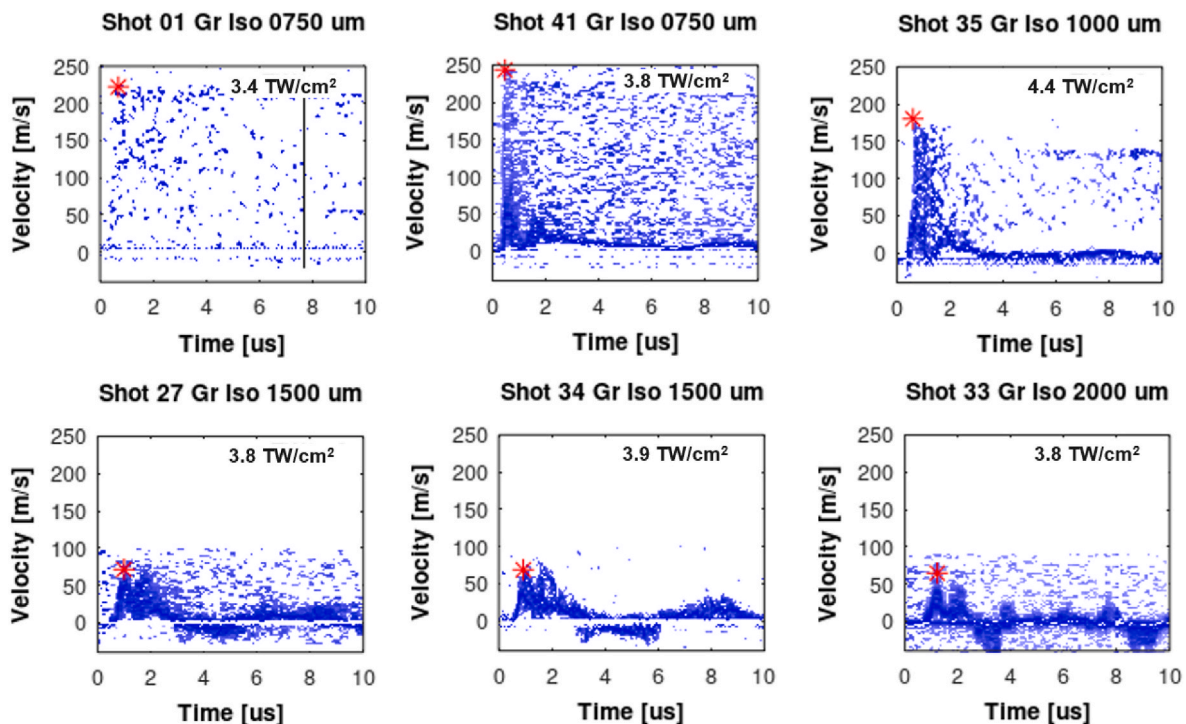 Shot 01 Gr Iso 0750 um
3.4 TW/cm²
Velocity [m/s]
250
200
150
100
50
0
0 2 4 6 8 10
Time [us]
Shot 41 Gr Iso 0750 um
3.8 TW/cm²
Velocity [m/s]
250
200
150
100
50
0
0 2 4 6 8 10
Time [us]
Shot 35 Gr Iso 1000 um
4.4 TW/cm²
Velocity [m/s]
250
200
150
100
50
0
0 2 4 6 8 10
Time [us]
Shot 27 Gr Iso 1500 um
3.8 TW/cm²
Velocity [m/s]
250
200
150
100
50
0
0 2 4 6 8 10
Time [us]
Shot 34 Gr Iso 1500 um
3.9 TW/cm²
Velocity [m/s]
250
200
150
100
50
0
0 2 4 6 8 10
Time [us]
Shot 33 Gr Iso 2000 um
3.8 TW/cm²
Velocity [m/s]
250
200
150
100
50
0
0 2 4 6 8 10
Time [us]